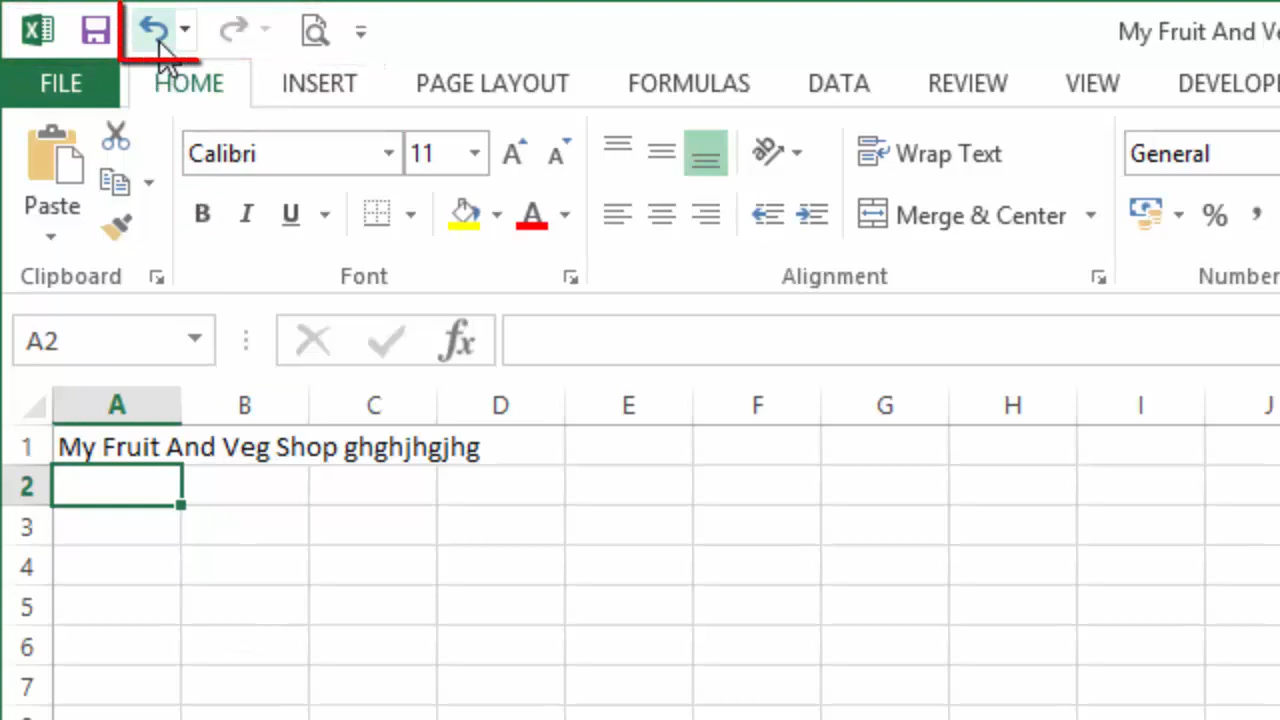 My Fruit And Ve
FILE HOME INSERT PAGE LAYOUT FORMULAS DATA REVIEW VIEW DEVELOP
Calibri 11 A A ab Wrap Text General
Paste B I U A Merge & Center % ,
Clipboard Font Alignment Number
A2 fx
A B C D E F G H I J
1 My Fruit And Veg Shop ghghjhgjhg
2
3
4
5
6
7